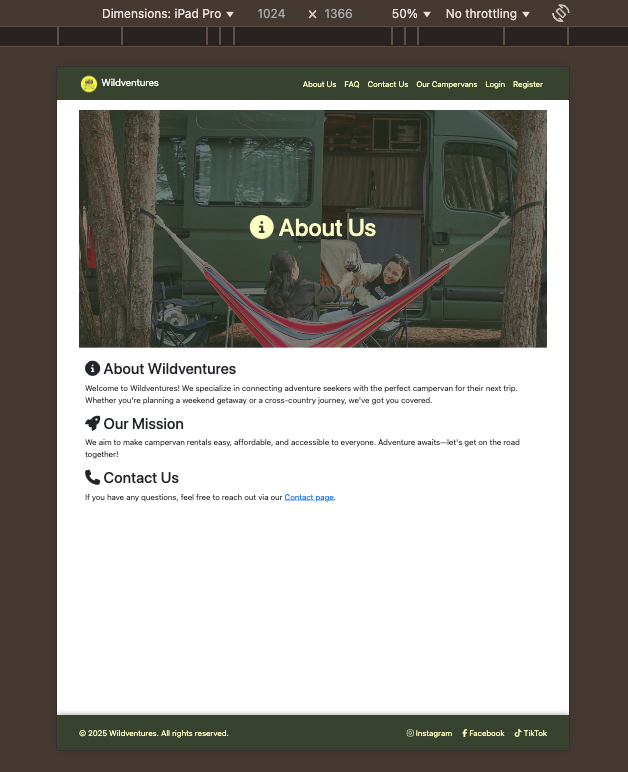 Dimensions: iPad Pro 1024 × 1366 50% No throttling
Wildventures About Us FAQ Contact Us Our Campervans Login Register
About Us
About Wildventures
Welcome to Wildventures! We specialize in connecting adventure seekers with the perfect campervan for their next trip.
Whether you're planning a weekend getaway or a cross-country journey, we've got you covered.
Our Mission
We aim to make campervan rentals easy, affordable, and accessible to everyone. Adventure awaits—let's get on the road
together!
Contact Us
If you have any questions, feel free to reach out via our Contact page.
© 2025 Wildventures. All rights reserved. Instagram Facebook TikTok